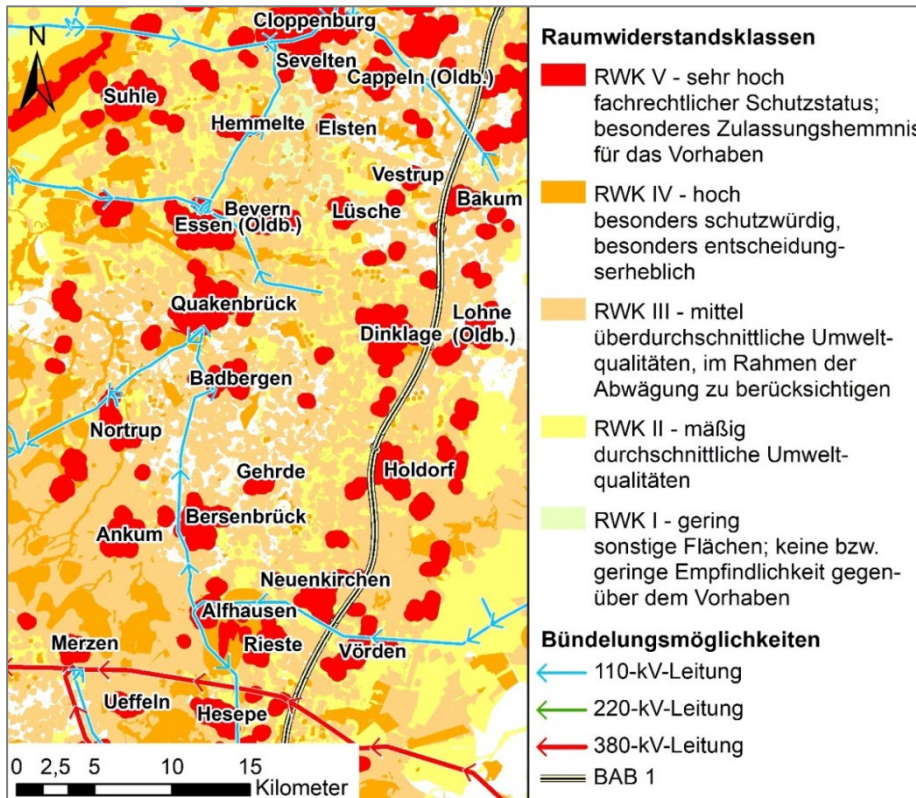 N
Cloppenburg
Sevelten
Cappeln (Oldb.)
Suhle
Hemmelte
Elsten
Vestrup
Bakum
Bevern
Lüsche
Essen (Oldb.)
Quakenbrück
Lohne
Dinklage
(Oldb.)
Badbergen
Nortrup
Gehrde
Holdorf
Bersenbrück
Ankum
Neuenkirchen
Alfhausen
Merzen
Rieste
Vörden
Ueffeln
Hesepe
0 2,5 5 10 15
Kilometer
Raumwiderstandsklassen
RWK V - sehr hoch
fachrechtlicher Schutzstatus;
besonderes Zulassungshemmnis
für das Vorhaben
RWK IV - hoch
besonders schutzwürdig,
besonders entscheidung-
serheblich
RWK III - mittel
überdurchschnittliche Umwelt-
qualitäten, im Rahmen der
Abwägung zu berücksichtigen
RWK II - mäßig
durchschnittliche Umwelt-
qualitäten
RWK I - gering
sonstige Flächen; keine bzw.
geringe Empfindlichkeit gegen-
über dem Vorhaben
Bündelungsmöglichkeiten
110-kV-Leitung
220-kV-Leitung
380-kV-Leitung
BAB 1